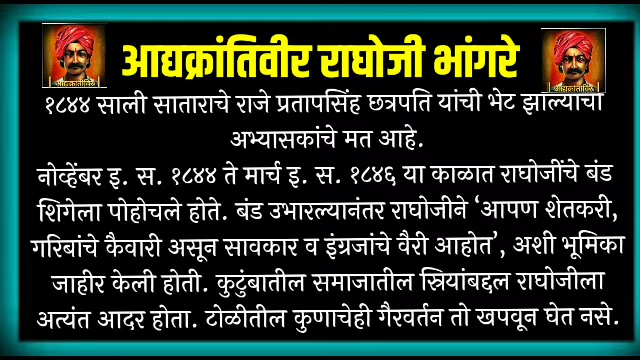 आद्यक्रांतिवीर राघोजी भांगरे
१८४४ साली साताराचे राजे प्रतापसिंह छत्रपति यांची भेट झाल्याचा
अभ्यासकांचे मत आहे.
नोव्हेंबर इ. स. १८४४ ते मार्च इ. स. १८४६ या काळात राघोजींचे बंड
शिगेला पोहोचले होते. बंड उभारल्यानंतर राघोजीने ‘आपण शेतकरी,
गरिबांचे कैवारी असून सावकार व इंग्रजांचे वैरी आहोत’, अशी भूमिका
जाहीर केली होती. कुटुंबातील समाजातील स्त्रियांबद्दल राघोजीला
अत्यंत आदर होता. टोळीतील कुणाचेही गैरवर्तन तो खपवून घेत नसे.